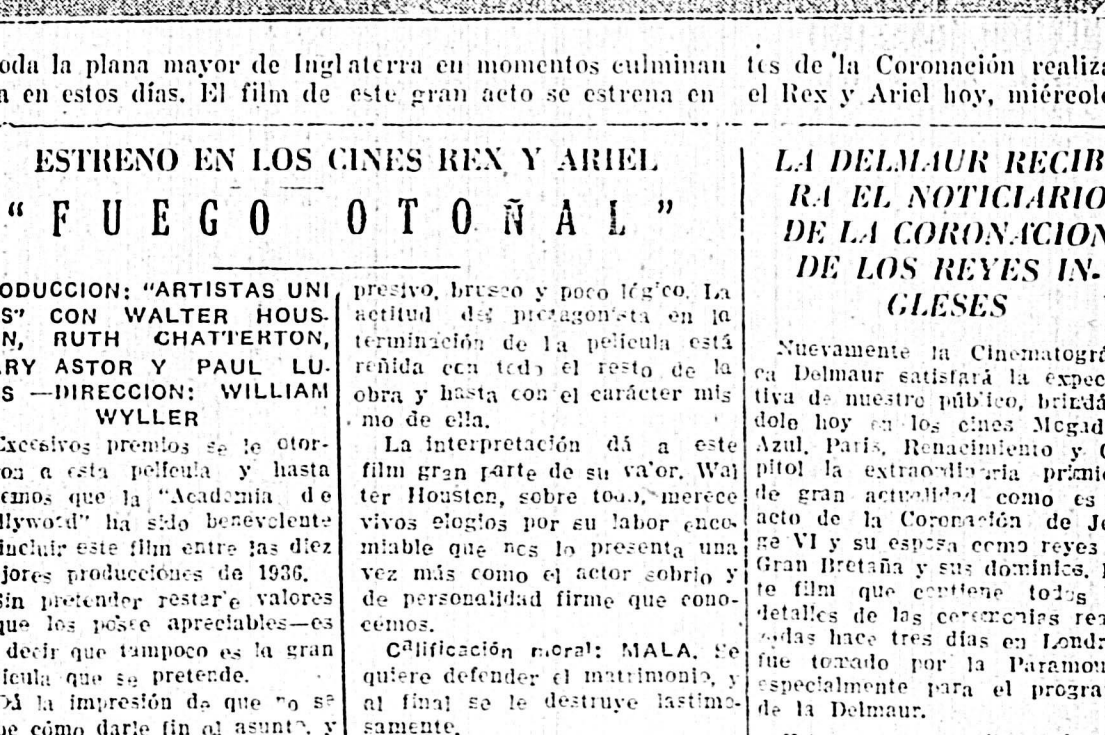 oda la plana mayor de Inglaterra en momentos culminan tes de la Coronación realiza
a en estos días. El film de este gran acto se estrena en el Rex y Ariel hoy, miércole
ESTRENO EN LOS CINES REX Y ARIEL
"FUEGO OTOÑAL"
ODUCCION: "ARTISTAS UNI
S" CON WALTER HOUS-
N, RUTH CHATTERTON,
RY ASTOR Y PAUL LU-
S —DIRECCION: WILLIAM
WYLLER
Excesivos premios se le otor-
on a esta película y hasta
emos que la "Academia de
llywood" ha sido benevelente
incluir este film entre las diez
jores producciónes de 1936.
Sin pretender restar'e valores
que los posee apreciables—es
decir que tampoco es la gran
ícula que se pretende.
Dá la impresión de que no se
be cómo darle fin al asunto, y
presivo, brusco y poco lógico. La
actitud del protagonista en la
terminación de la película está
reñida con todo el resto de la
obra y hasta con el carácter mis
mo de ella.
La interpretación dá a este
film gran parte de su va'or. Wal
tér Houston, sobre todo, merece
vivos elogios por su labor enco-
miable que nos lo presenta una
vez más como el actor sobrio y
de personalidad firme que cono-
cémos.
Calificación moral: MALA. Se
quiere defender el matrimonio, y
al final se le destruye lastimo-
samente.
LA DELMAUR RECIBI
RA EL NOTICIARIO
DE LA CORONACION
DE LOS REYES IN-
GLESES
Nuevamente la Cinematográ
ca Delmaur satisfará la expec
tiva de nuestro público, brindá
dolo hoy en los cines Mogad
Azul, París, Renacimiento y C
pitol la extraordinaria primic
de gran actualidad como es
acto de la Coronación de Jo
ge VI y su esposa como reyes
Gran Bretaña y sus dominios.
te film que contiene todos
detalles de las ceremonias rea
zadas hace tres días en Londr
fue tomado por la Paramou
especialmente para el progra
de la Delmaur.